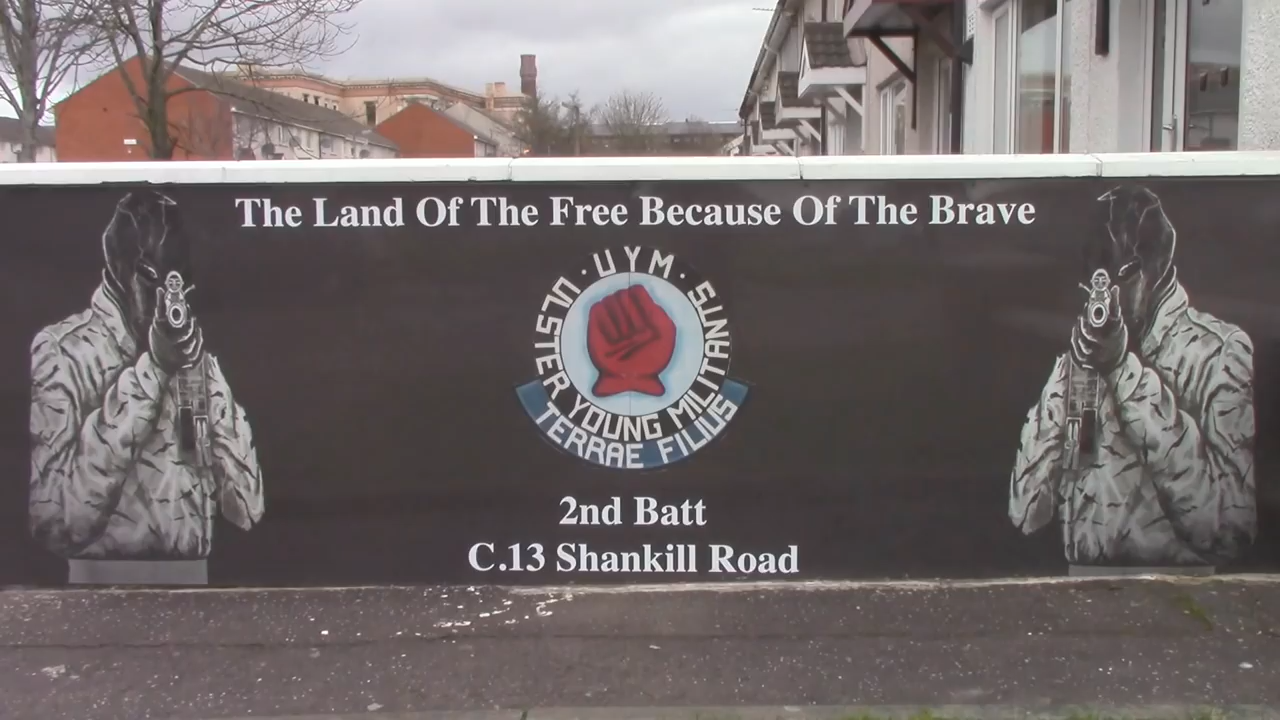 The Land Of The Free Because Of The Brave
· UYM ·
ULSTER YOUNG MILITANTS
TERRAE FILIUS
2nd Batt
C.13 Shankill Road